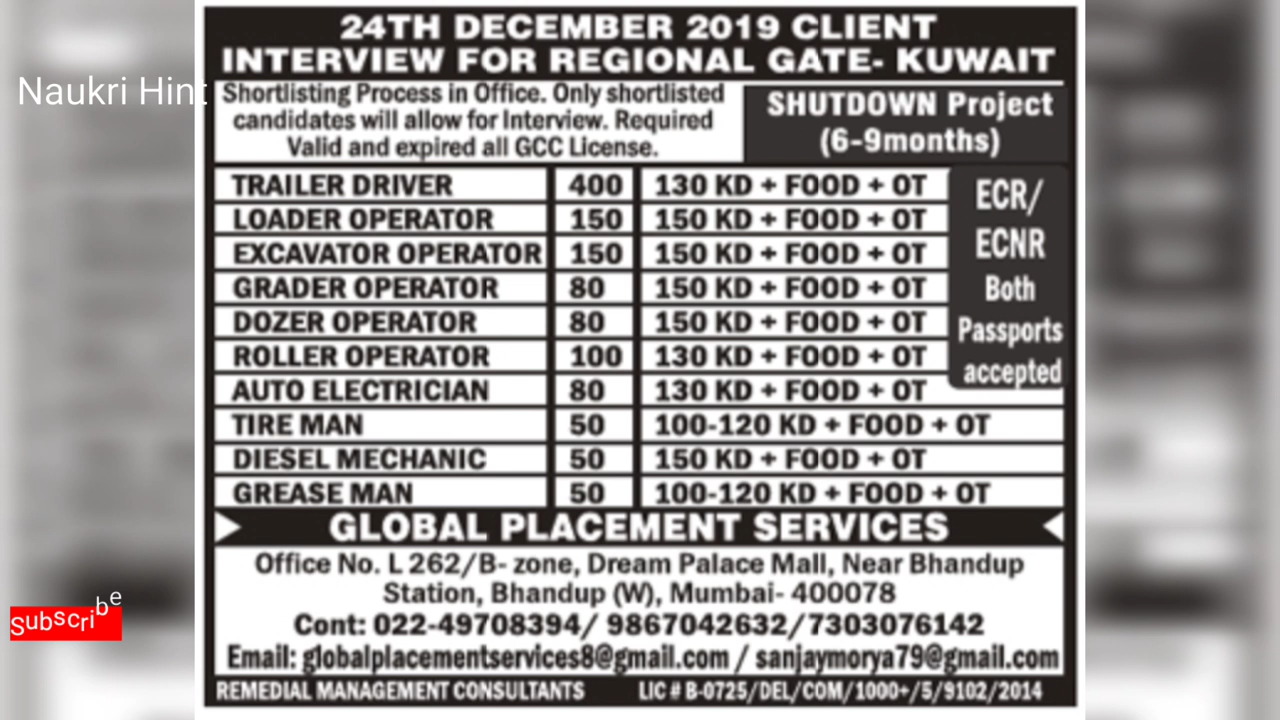 24TH DECEMBER 2019 CLIENT
INTERVIEW FOR REGIONAL GATE- KUWAIT
Naukri Hint
Shortlisting Process in Office. Only shortlisted
candidates will allow for Interview. Required
Valid and expired all GCC License.
SHUTDOWN Project
(6-9months)
TRAILER DRIVER 400 130 KD + FOOD + OT
LOADER OPERATOR 150 150 KD + FOOD + OT
EXCAVATOR OPERATOR 150 150 KD + FOOD + OT
GRADER OPERATOR 80 150 KD + FOOD + OT
DOZER OPERATOR 80 150 KD + FOOD + OT
ROLLER OPERATOR 100 130 KD + FOOD + OT
AUTO ELECTRICIAN 80 130 KD + FOOD + OT
TIRE MAN 50 100-120 KD + FOOD + OT
DIESEL MECHANIC 50 150 KD + FOOD + OT
GREASE MAN 50 100-120 KD + FOOD + OT
ECR/
ECNR
Both
Passports
accepted
GLOBAL PLACEMENT SERVICES
Office No. L 262/B- zone, Dream Palace Mall, Near Bhandup
Station, Bhandup (W), Mumbai- 400078
Cont: 022-49708394/ 9867042632/7303076142
Email: globalplacementservices8@gmail.com / sanjaymorya79@gmail.com
REMEDIAL MANAGEMENT CONSULTANTS LIC # B-0725/DEL/COM/1000+/5/9102/2014
Subscribe